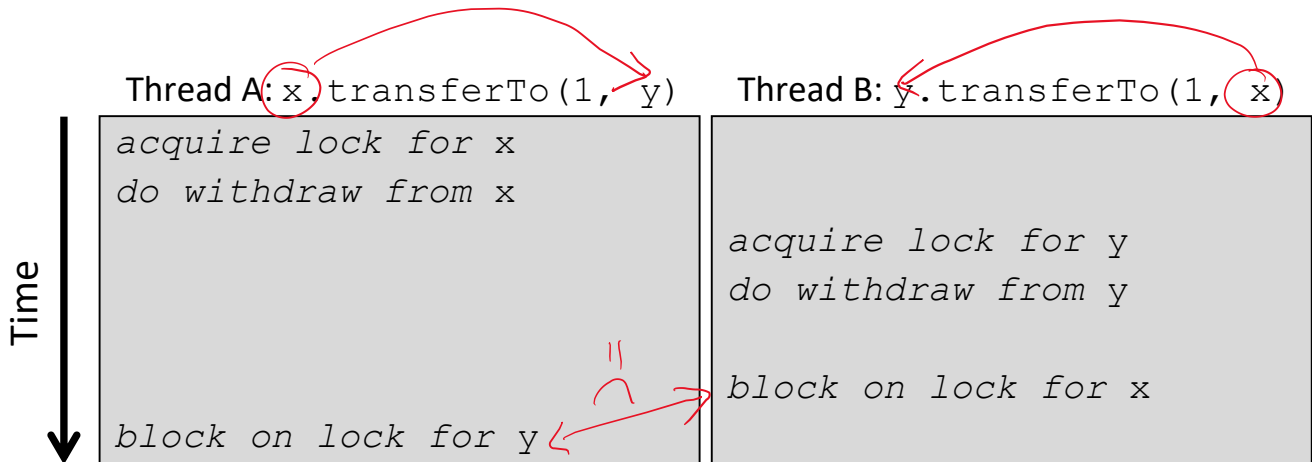 Thread A: x.transferTo(1, y)
acquire lock for x
do withdraw from x
block on lock for y
Thread B: y.transferTo(1, x)
acquire lock for y
do withdraw from y
block on lock for x
Time